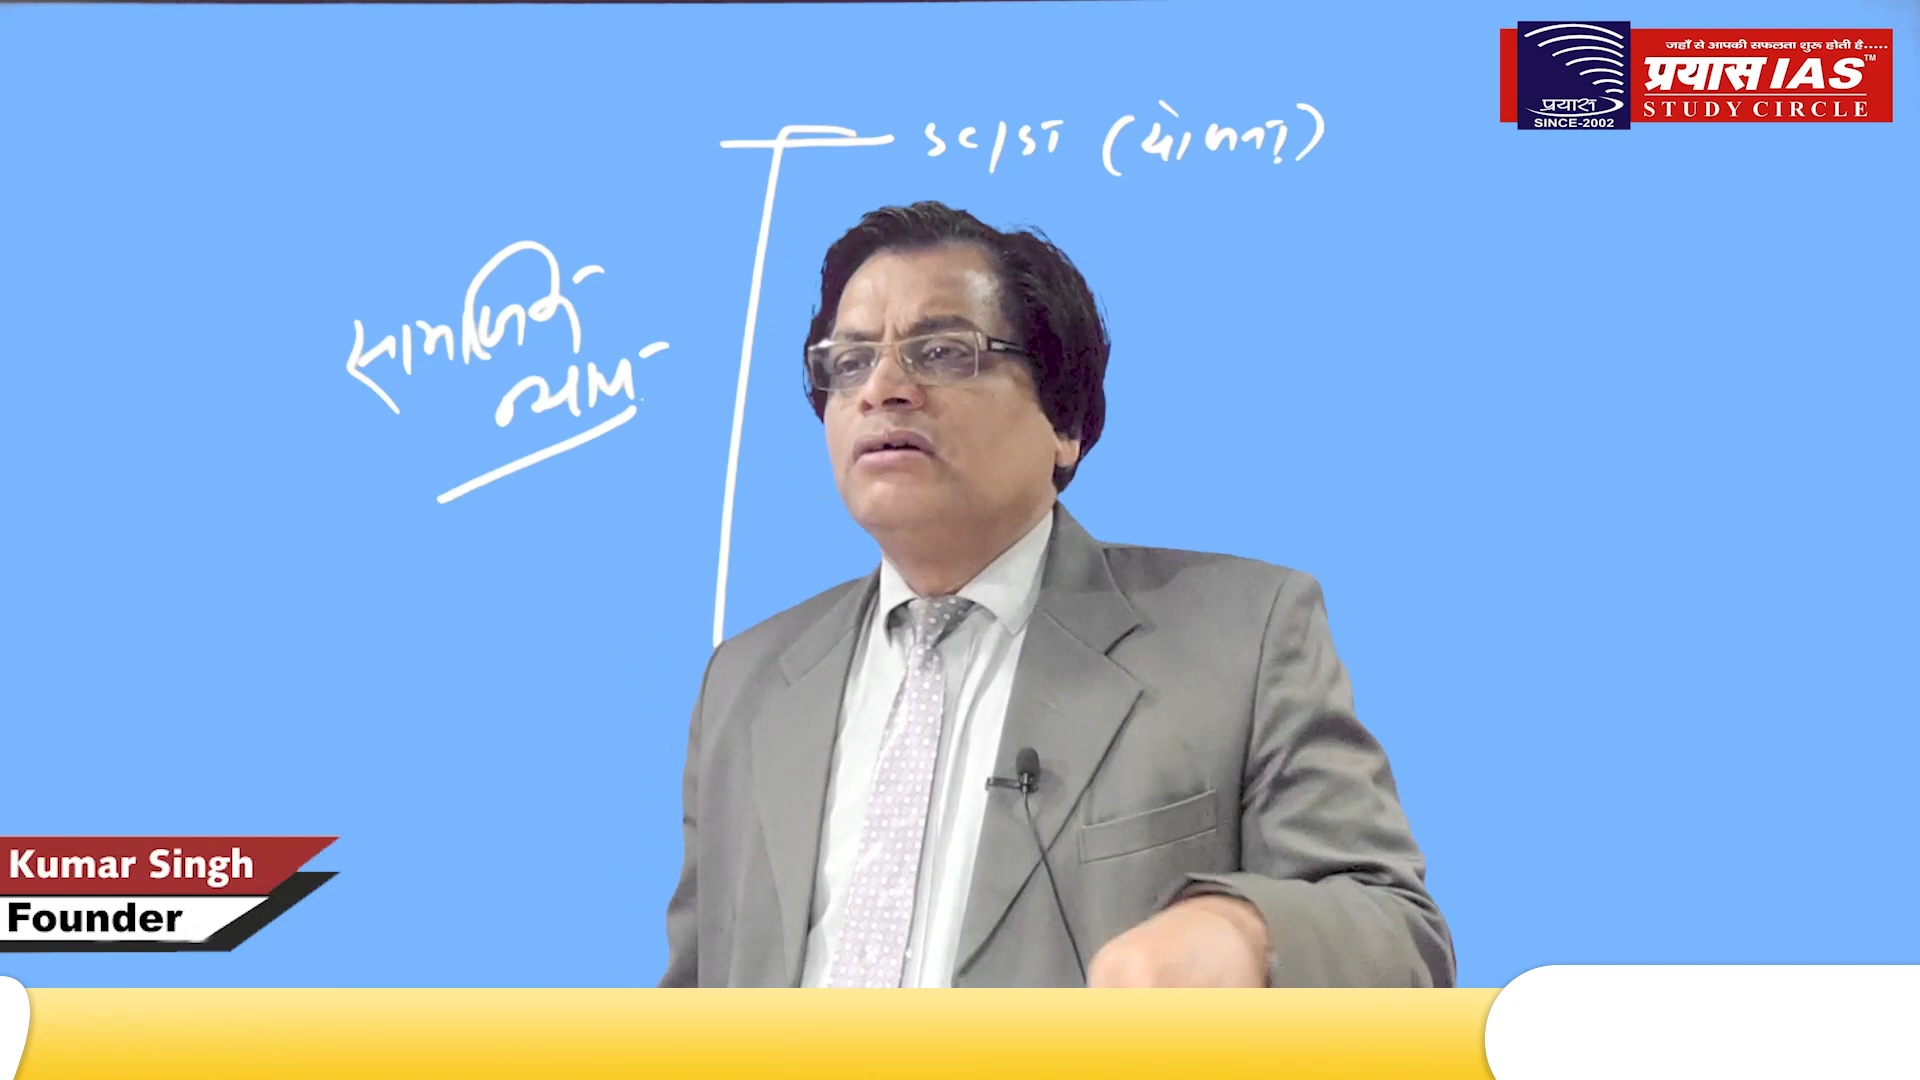 जहाँ से आपकी सफलता शुरू होती है.....
प्रयास IAS TM
STUDY CIRCLE
प्रयास
SINCE-2002
SC/ST (योजना)
सामाजिक
न्याय
Kumar Singh
Founder